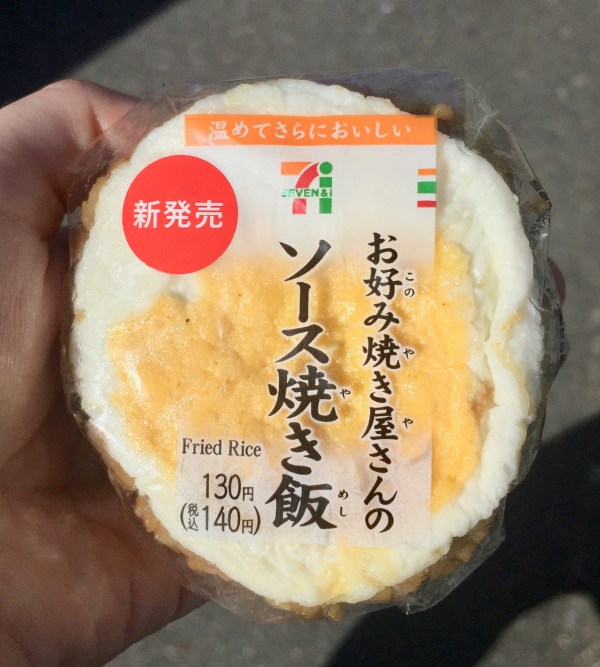 温めてさらにおいしい
SEVEN&i
新発売
お好み焼き屋さんの
このやや
ソース焼き飯
やめし
Fried Rice
130円
(税込140円)